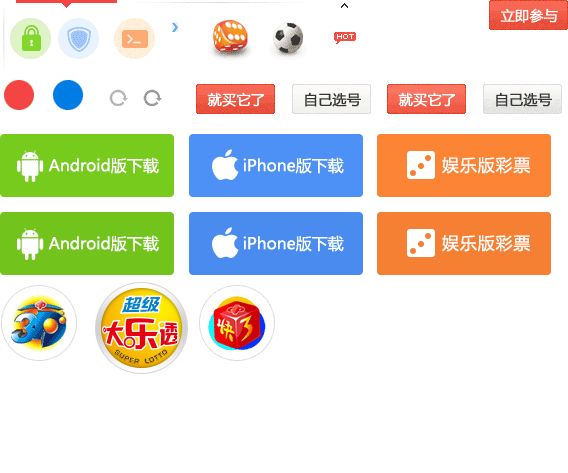 立即参与
HOT
就买它了
自己选号
就买它了
自己选号
Android版下载
iPhone版下载
娱乐版彩票
Android版下载
iPhone版下载
娱乐版彩票
3D
超级
大乐透
SUPER LOTTO
快3